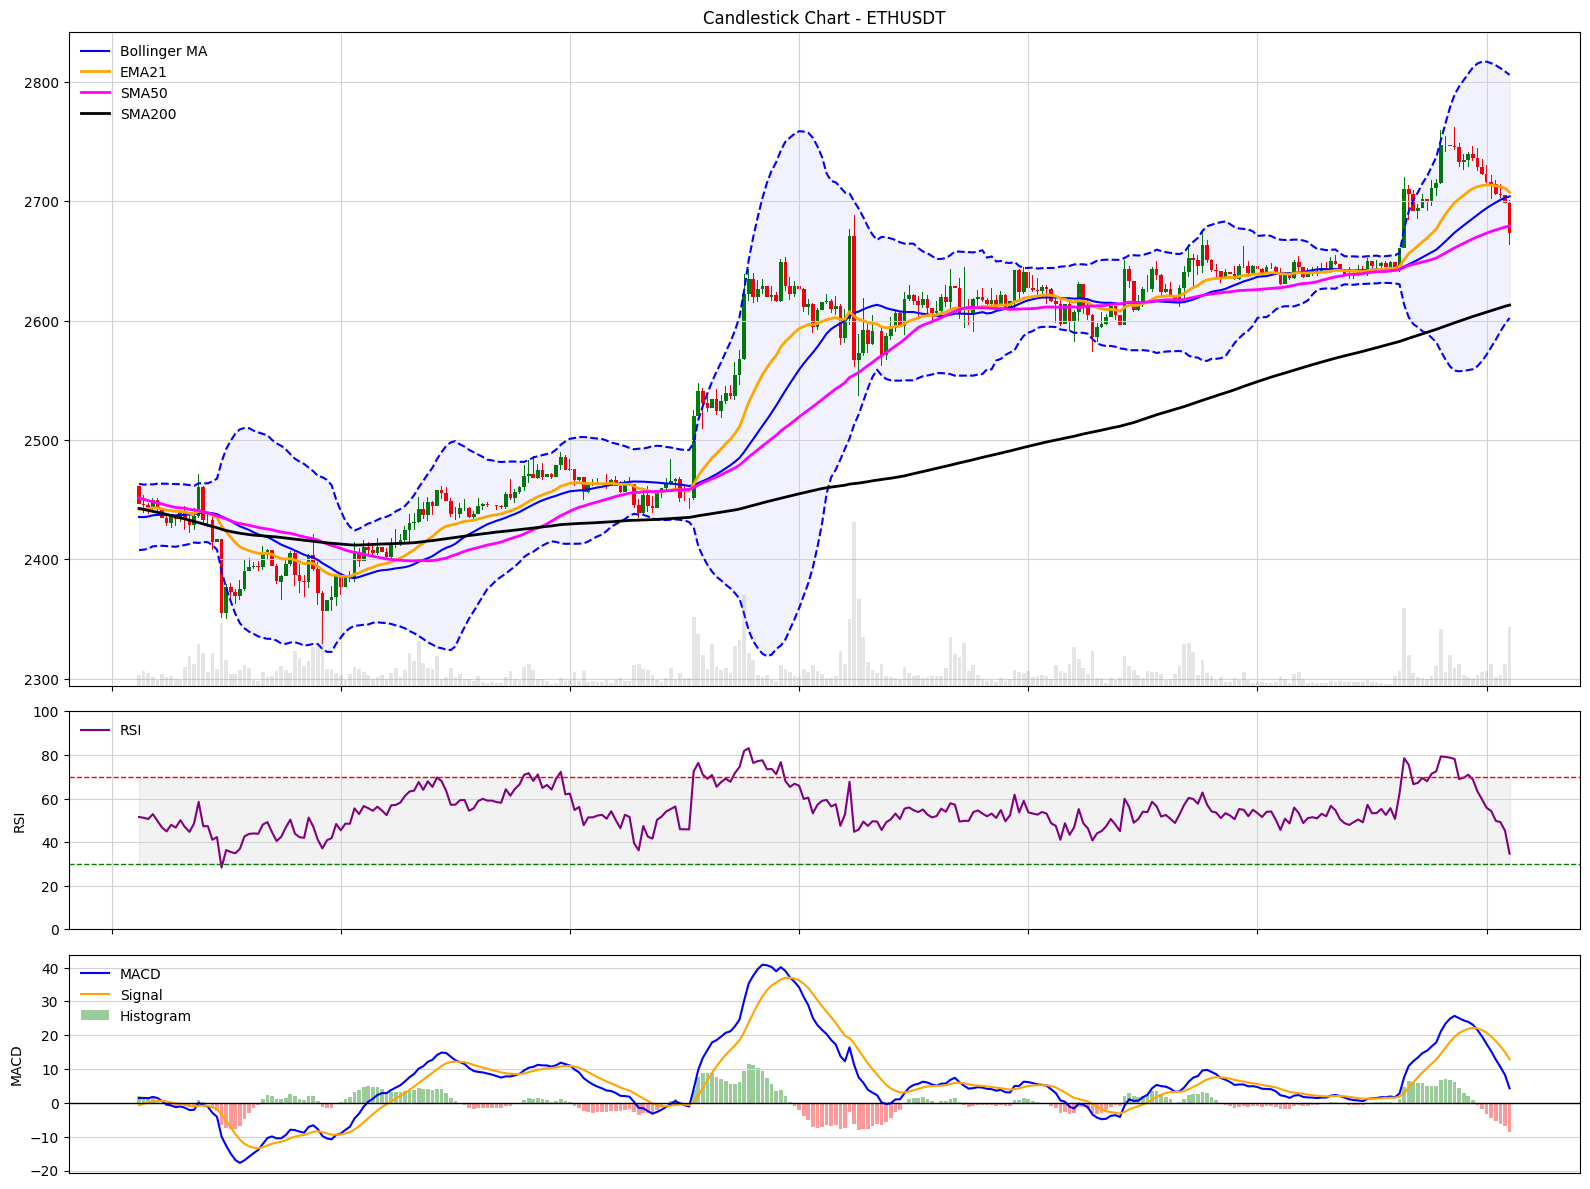 Candlestick Chart - ETHUSDT
Bollinger MA
EMA21
SMA50
SMA200
2800
2700
2600
2500
2400
2300
RSI
RSI
100
80
60
40
20
0
MACD
Signal
Histogram
MACD
40
30
20
10
0
−10
−20